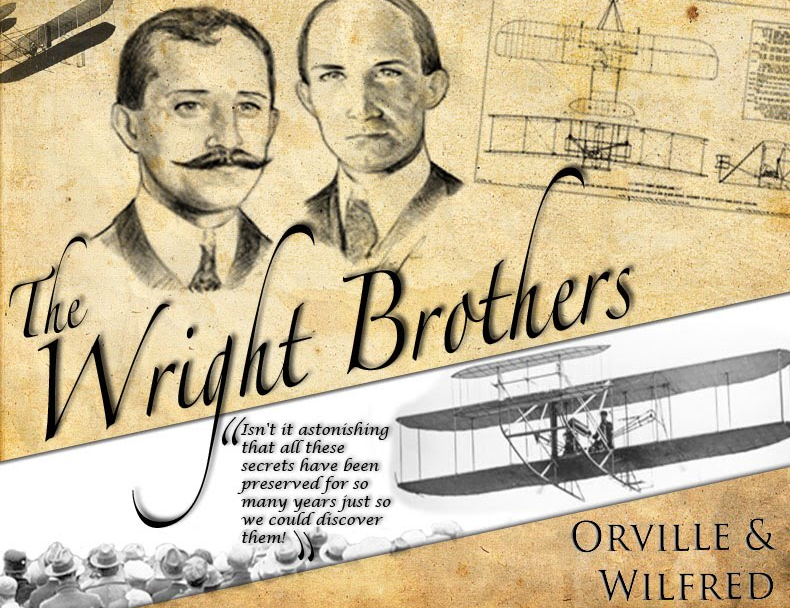 The
Wright Brothers
“Isn't it astonishing
that all these
secrets have been
preserved for so
many years just so
we could discover
them!”
ORVILLE &
WILFRED